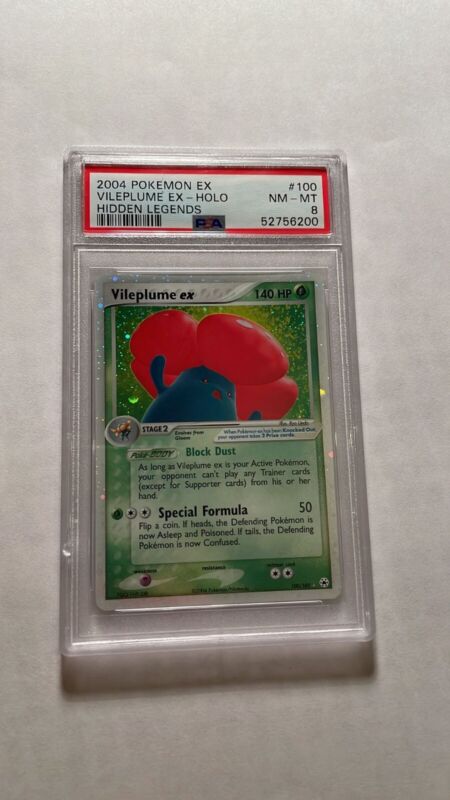 2004 POKEMON EX #100
VILEPLUME EX - HOLO NM - MT
HIDDEN LEGENDS 8
PSA 52756200
Vileplume ex 140 HP
STAGE 2 Evolves from
Gloom
When Pokémon-ex has been Knocked Out,
your opponent takes 2 Prize cards.
Poké-BODY Block Dust
As long as Vileplume ex is your Active Pokémon,
your opponent can't play any Trainer cards
(except for Supporter cards) from his or her
hand.
Special Formula 50
Flip a coin. If heads, the Defending Pokémon is
now Asleep and Poisoned. If tails, the Defending
Pokémon is now Confused.
weakness resistance retreat cost